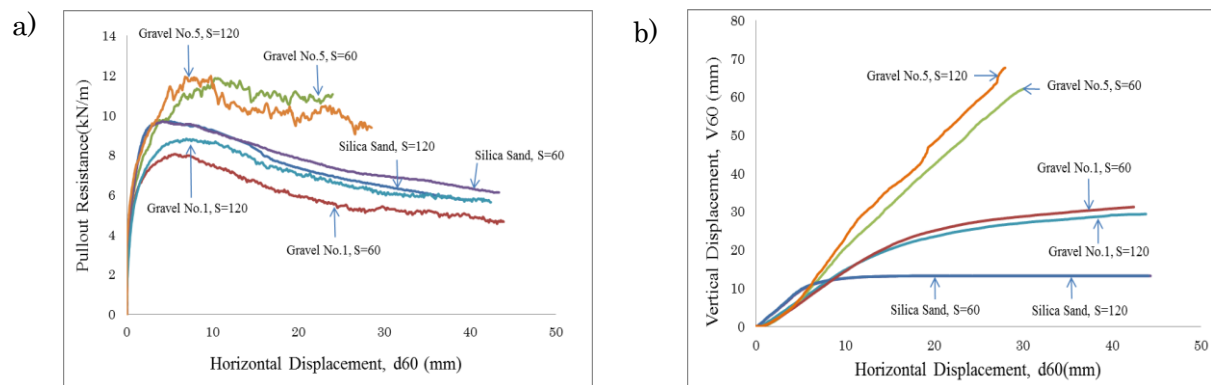 a)
Pullout Resistance(kN/m)
14
12
10
8
6
4
2
0
Gravel No.5, S=120
Gravel No.5, S=60
Silica Sand, S=120
Silica Sand, S=60
Gravel No.1, S=120
Gravel No.1, S=60
0 10 20 30 40 50
Horizontal Displacement, d60 (mm)
b)
Vertical Displacement, V60 (mm)
80
70
60
50
40
30
20
10
0
Gravel No.5, S=120
Gravel No.5, S=60
Gravel No.1, S=60
Gravel No.1, S=120
Silica Sand, S=60
Silica Sand, S=120
0 10 20 30 40 50
Horizontal Displacement, d60(mm)